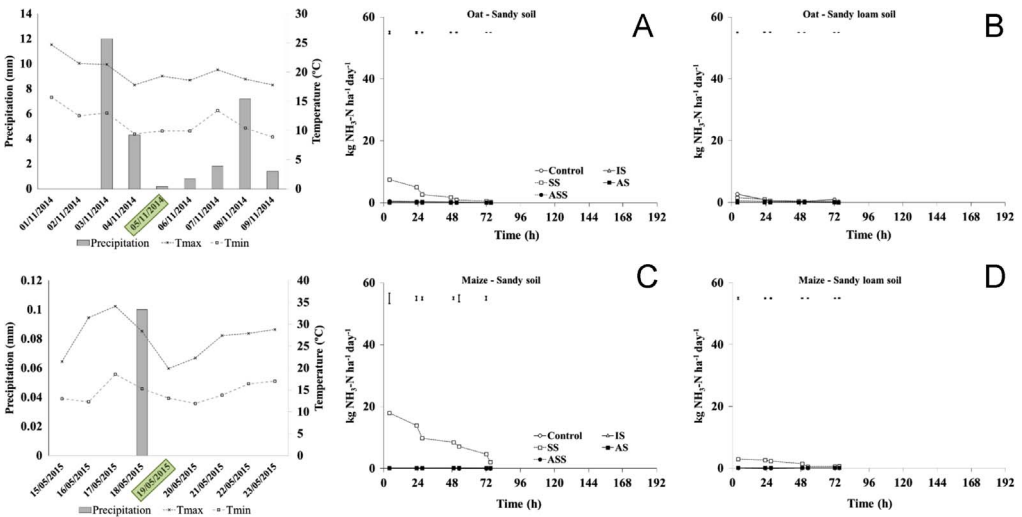 Precipitation (mm)
14
12
10
8
6
4
2
0
30
25
20
15
10
5
0
Temperature (ºC)
01/11/2014
02/11/2014
03/11/2014
04/11/2014
05/11/2014
06/11/2014
07/11/2014
08/11/2014
09/11/2014
Precipitation Tmax Tmin
Oat - Sandy soil
A
kg NH3-N ha-1 day-1
60
40
20
0
Control IS
SS AS
ASS
0 24 48 72 96 120 144 168 192
Time (h)
Oat - Sandy loam soil
B
kg NH3-N ha-1 day-1
60
40
20
0
0 24 48 72 96 120 144 168 192
Time (h)
Precipitation (mm)
0.12
0.1
0.08
0.06
0.04
0.02
0
40
35
30
25
20
15
10
5
0
Temperature (ºC)
15/05/2015
16/05/2015
17/05/2015
18/05/2015
19/05/2015
20/05/2015
21/05/2015
22/05/2015
23/05/2015
Precipitation Tmax Tmin
Maize - Sandy soil
C
kg NH3-N ha-1 day-1
60
40
20
0
Control IS
SS AS
ASS
0 24 48 72 96 120 144 168 192
Time (h)
Maize - Sandy loam soil
D
kg NH3-N ha-1 day-1
60
40
20
0
0 24 48 72 96 120 144 168 192
Time (h)